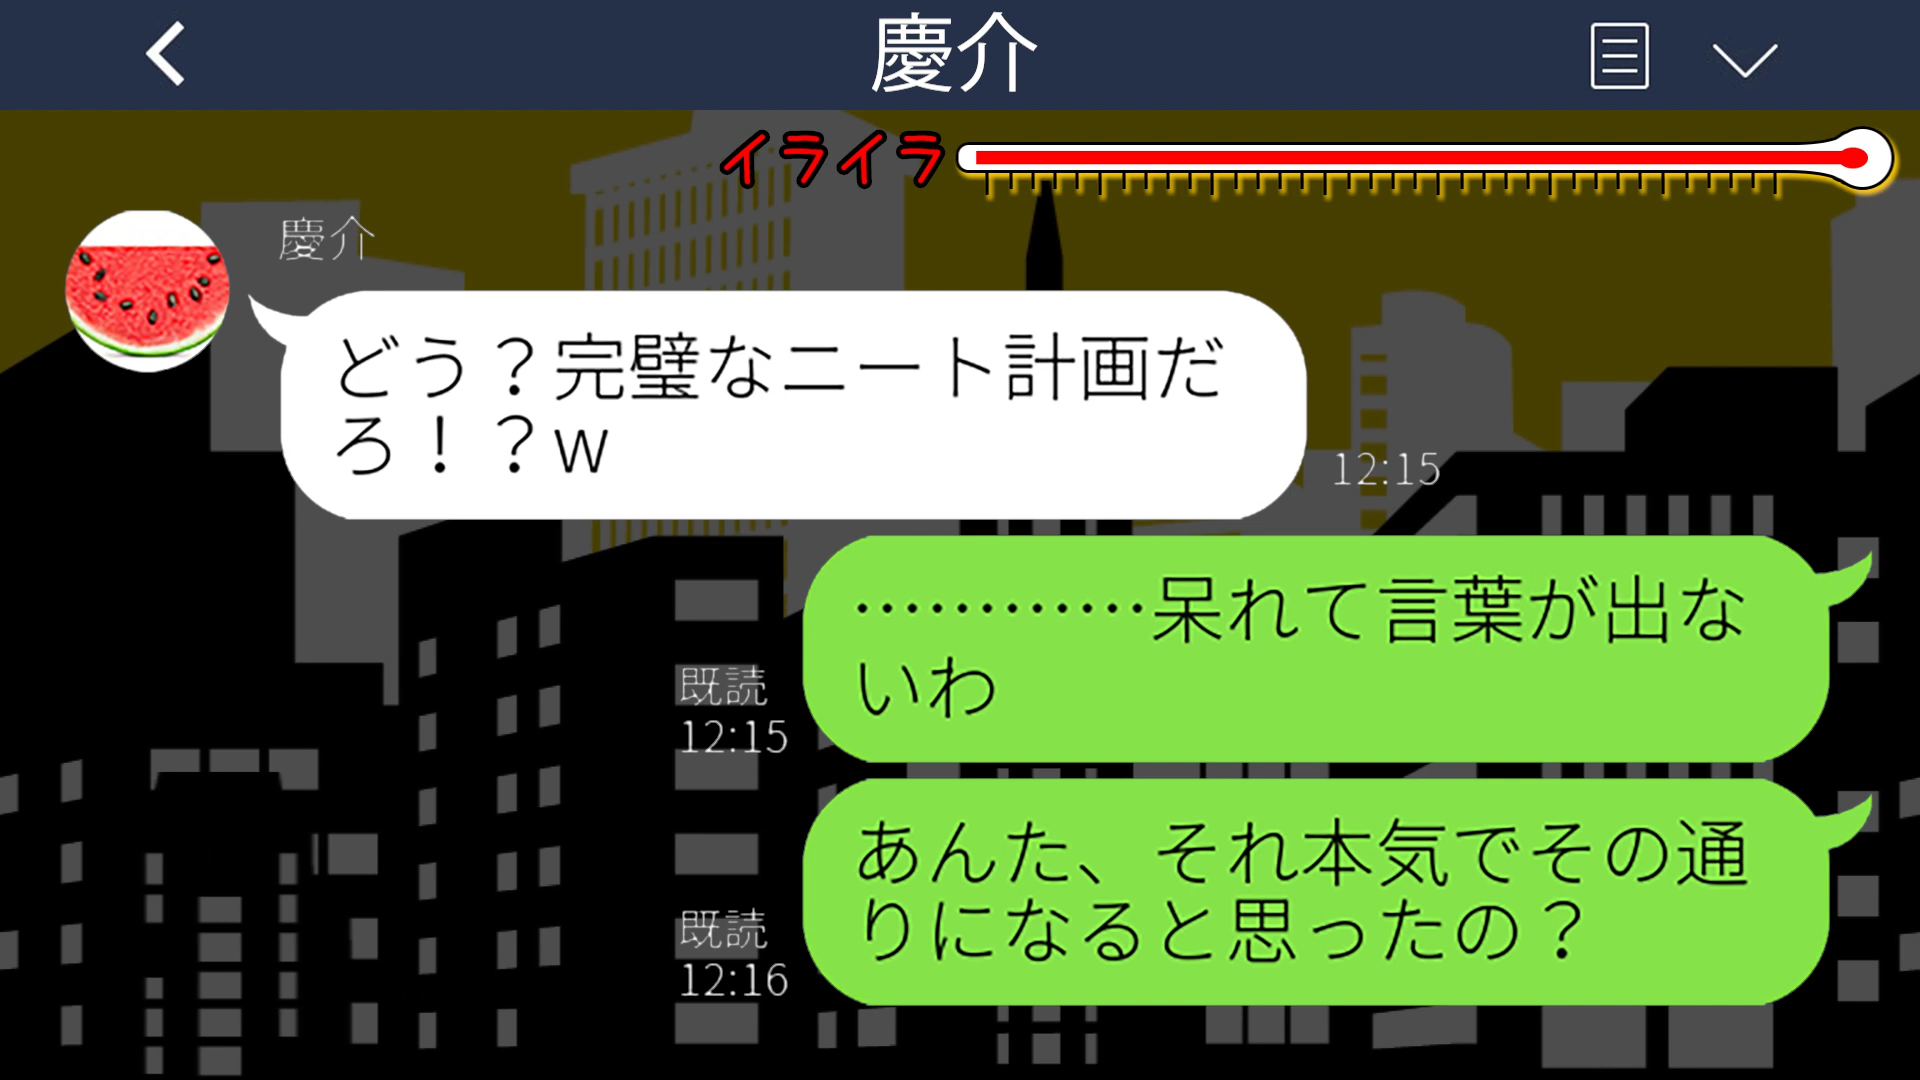 慶介
イライラ
慶介
どう？完璧なニート計画だ
ろ！？w
12:15
…………呆れて言葉が出な
いわ
既読
12:15
あんた、それ本気でその通
りになると思ったの？
既読
12:16